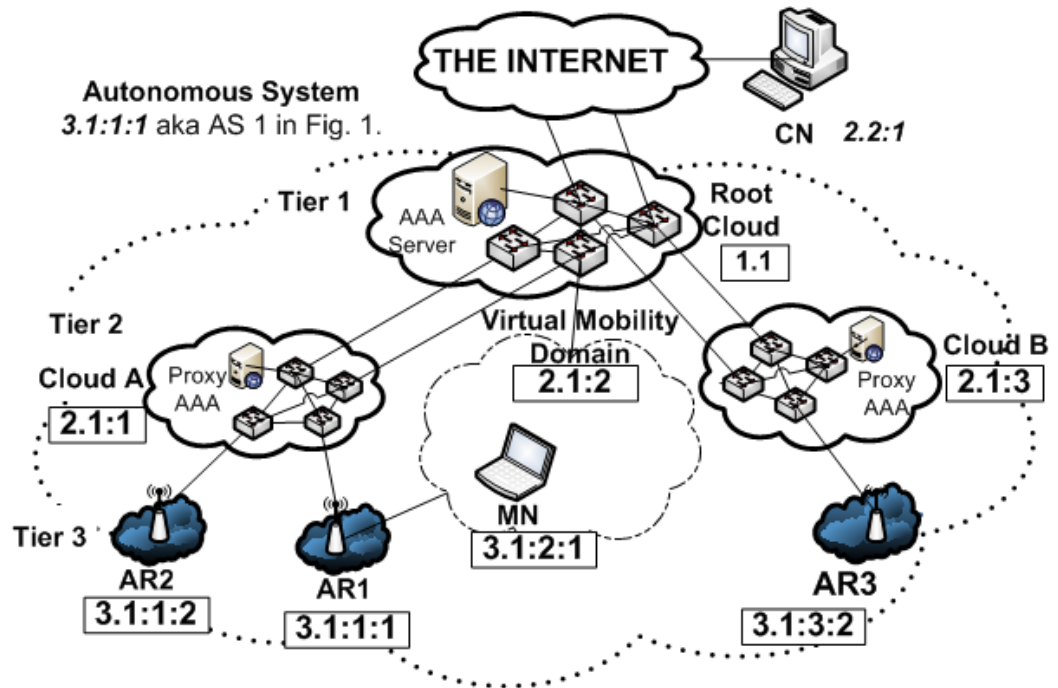 THE INTERNET
Autonomous System
3.1:1:1 aka AS 1 in Fig. 1.
CN 2.2:1
Tier 1
AAA
Server
Root
Cloud
1.1
Tier 2
Virtual Mobility
Domain
2.1:2
Cloud A
2.1:1
Proxy
AAA
Cloud B
2.1:3
Proxy
AAA
MN
3.1:2:1
Tier 3
AR2
3.1:1:2
AR1
3.1:1:1
AR3
3.1:3:2